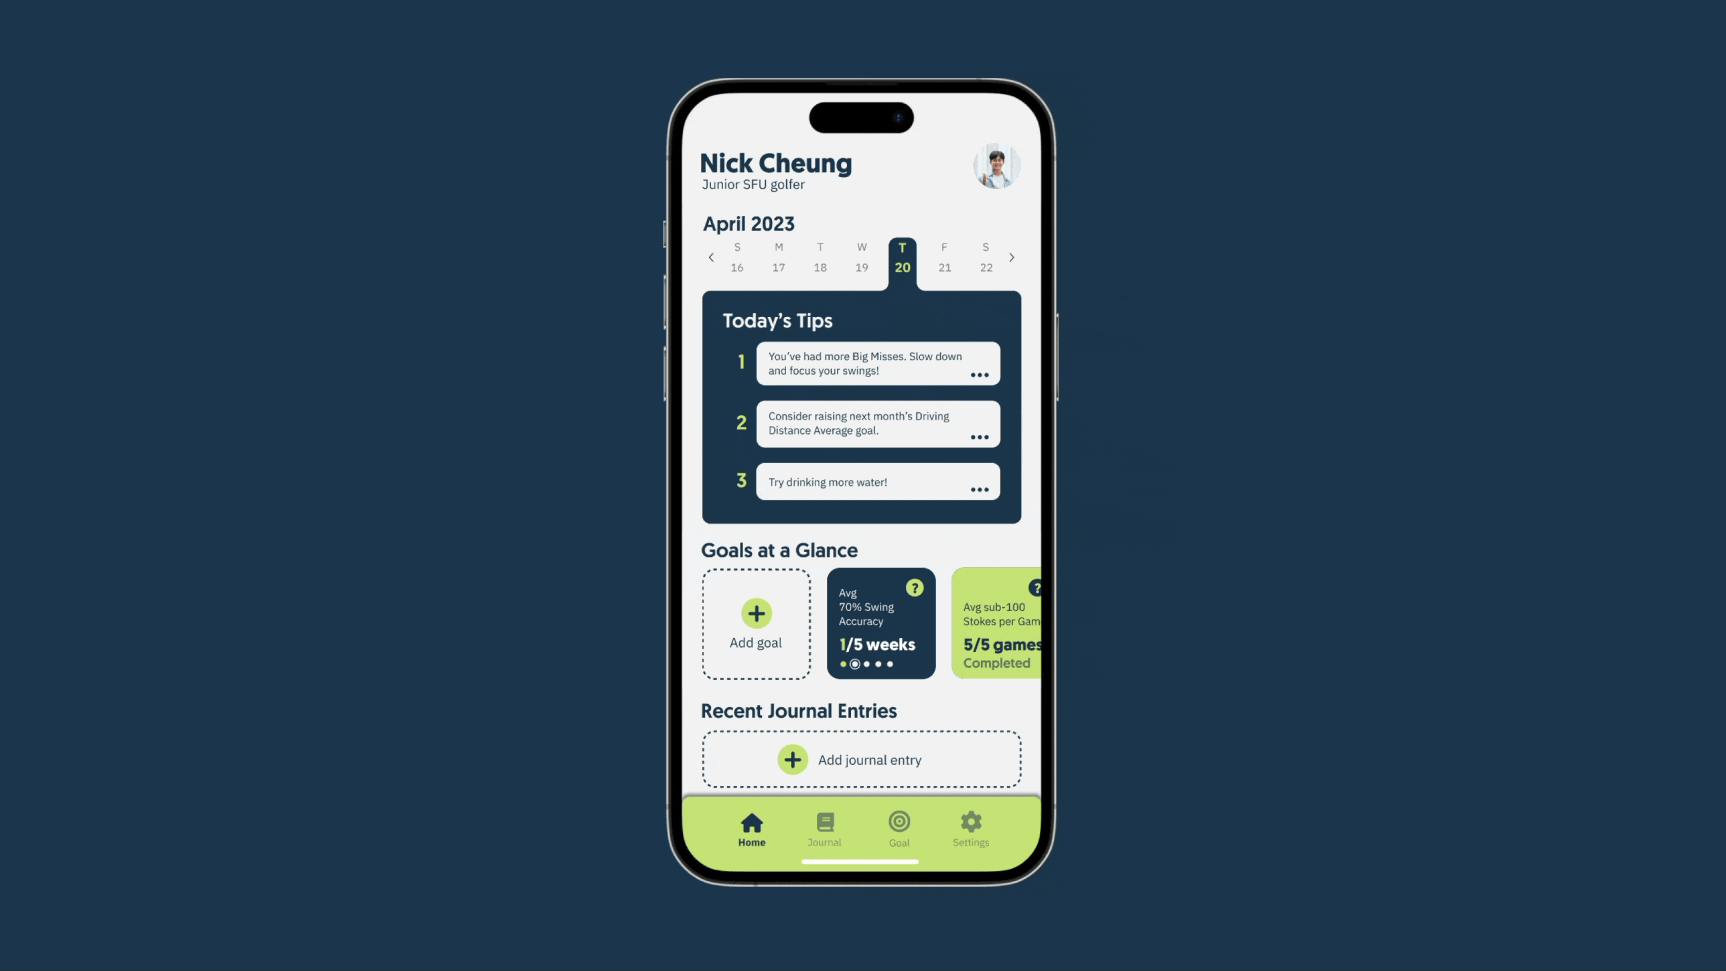 Nick Cheung
Junior SFU golfer
April 2023
S M T W T F S
16 17 18 19 20 21 22
Today's Tips
1
You've had more Big Misses. Slow down
and focus your swings!
2
Consider raising next month's Driving
Distance Average goal.
3
Try drinking more water!
Goals at a Glance
Add goal
?
Avg
70% Swing
Accuracy
1/5 weeks
?
Avg sub-100
Stokes per Gam
5/5 games
Completed
Recent Journal Entries
Add journal entry
Home Journal Goal Settings